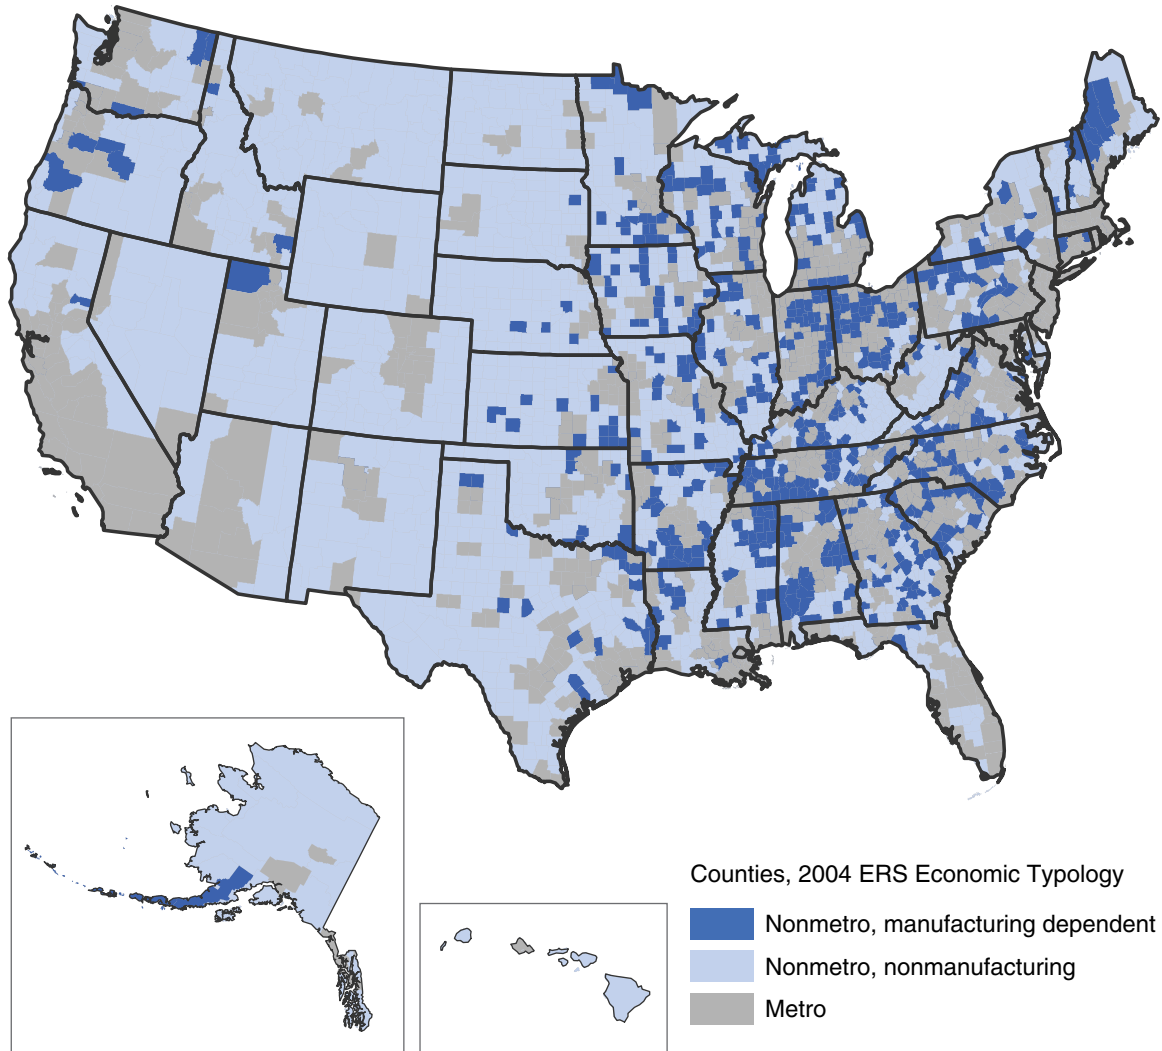 Counties, 2004 ERS Economic Typology
Nonmetro, manufacturing dependent
Nonmetro, nonmanufacturing
Metro